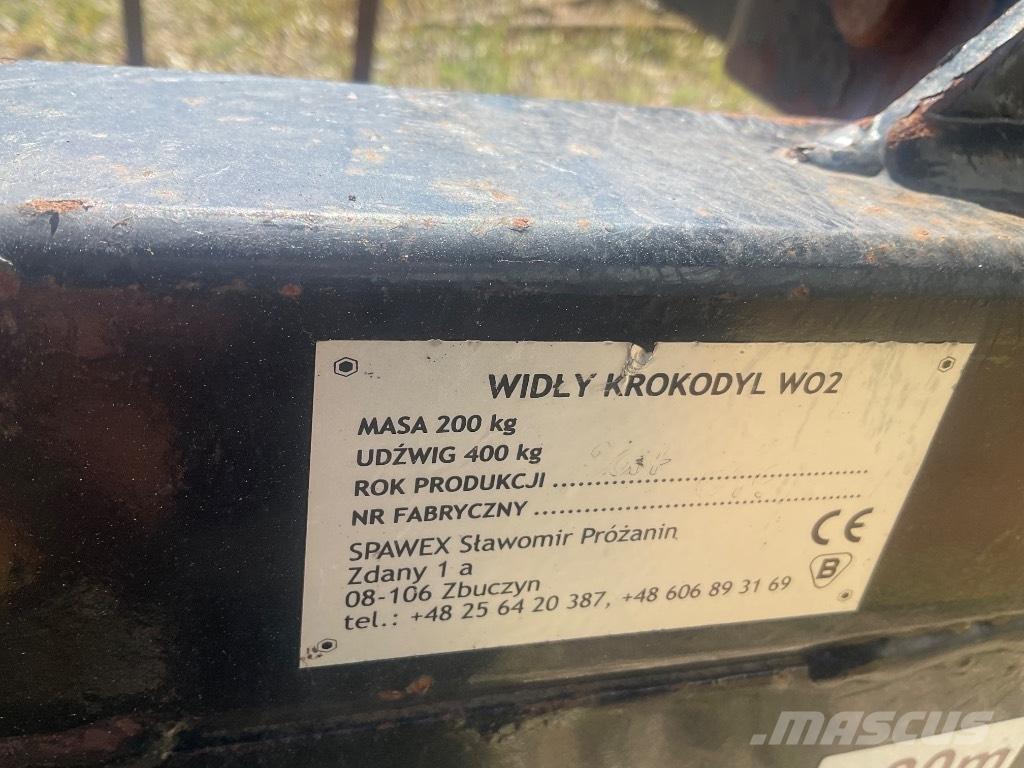 WIDŁY KROKODYL WO2
MASA 200 kg
UDŹWIG 400 kg
ROK PRODUKCJI ............................................................
NR FABRYCZNY ............................................................
SPAWEX Sławomir Próżanin
Zdany 1 a
08-106 Zbuczyn
tel.: +48 25 64 20 387, +48 606 89 31 69
CE
B
MASCUS